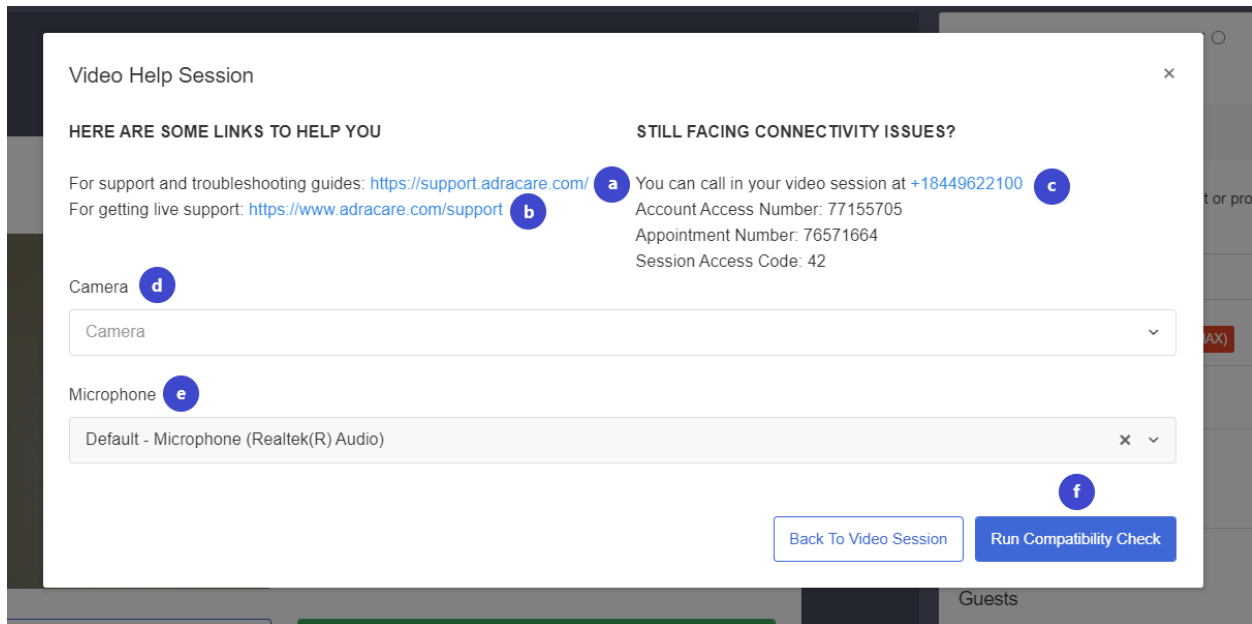 Video Help Session
×
HERE ARE SOME LINKS TO HELP YOU
For support and troubleshooting guides: https://support.adracare.com/ a
For getting live support: https://www.adracare.com/support b
STILL FACING CONNECTIVITY ISSUES?
You can call in your video session at +18449622100 c
Account Access Number: 77155705
Appointment Number: 76571664
Session Access Code: 42
Camera d
Camera
Microphone e
Default - Microphone (Realtek(R) Audio)
f
Back To Video Session
Run Compatibility Check
t or pro
AX)
Guests